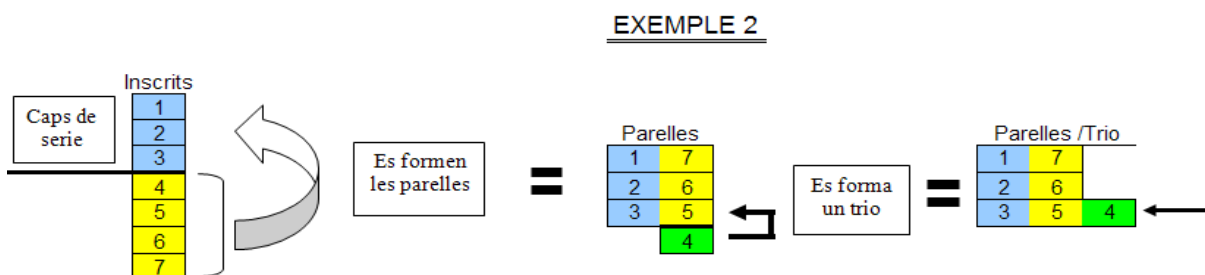 EXEMPLE 2
Inscrits
Caps de
serie
1
2
3
4
5
6
7
Es formen
les parelles
=
Parelles
1 7
2 6
3 5
4
Es forma
un trio
=
Parelles /Trio
1 7
2 6
3 5 4